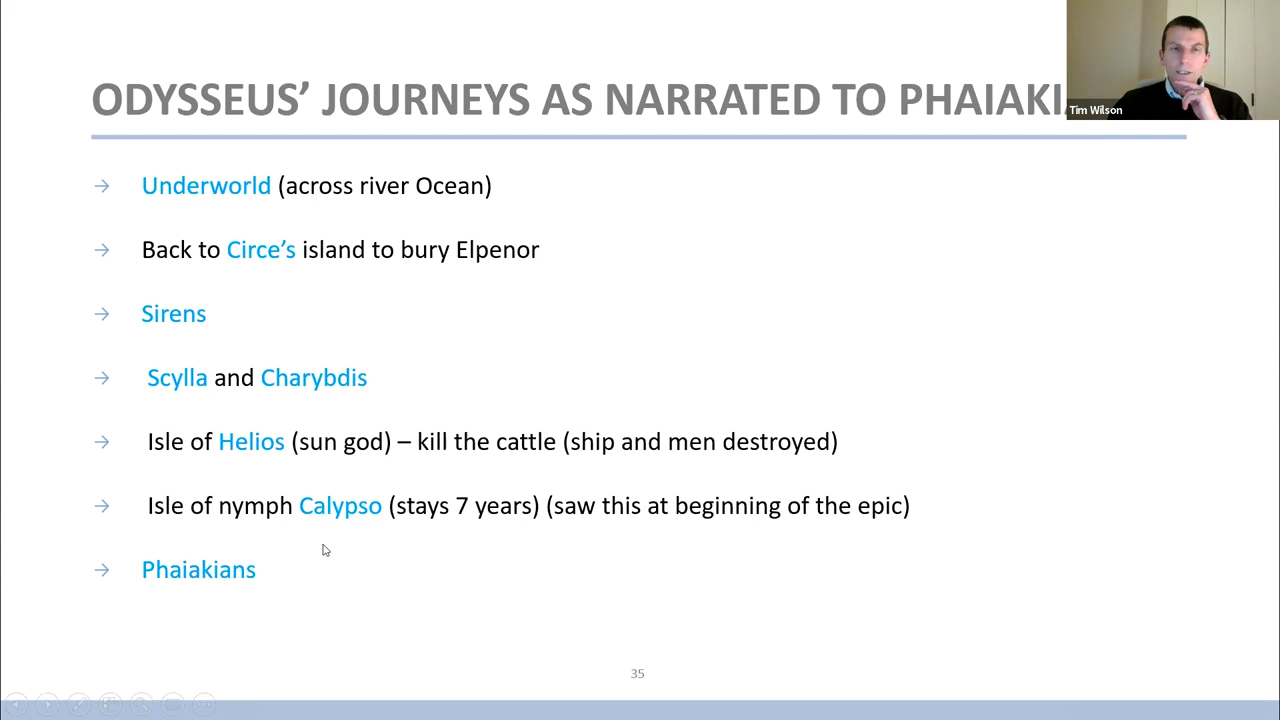 ODYSSEUS’ JOURNEYS AS NARRATED TO PHAIAKI
Tim Wilson
→ Underworld (across river Ocean)
→ Back to Circe’s island to bury Elpenor
→ Sirens
→ Scylla and Charybdis
→ Isle of Helios (sun god) – kill the cattle (ship and men destroyed)
→ Isle of nymph Calypso (stays 7 years) (saw this at beginning of the epic)
→ Phaiakians
35